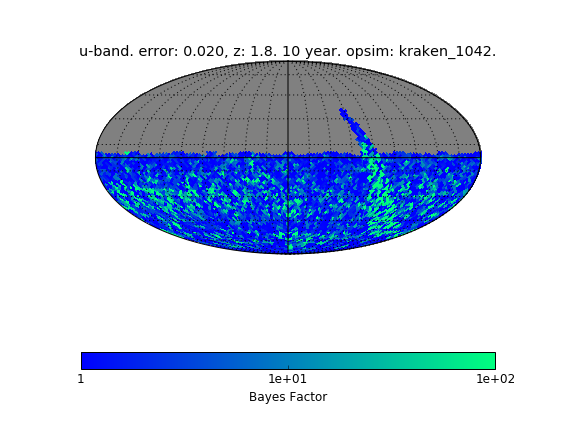 u-band. error: 0.020, z: 1.8. 10 year. opsim: kraken_1042.
1 1e+01 1e+02
Bayes Factor